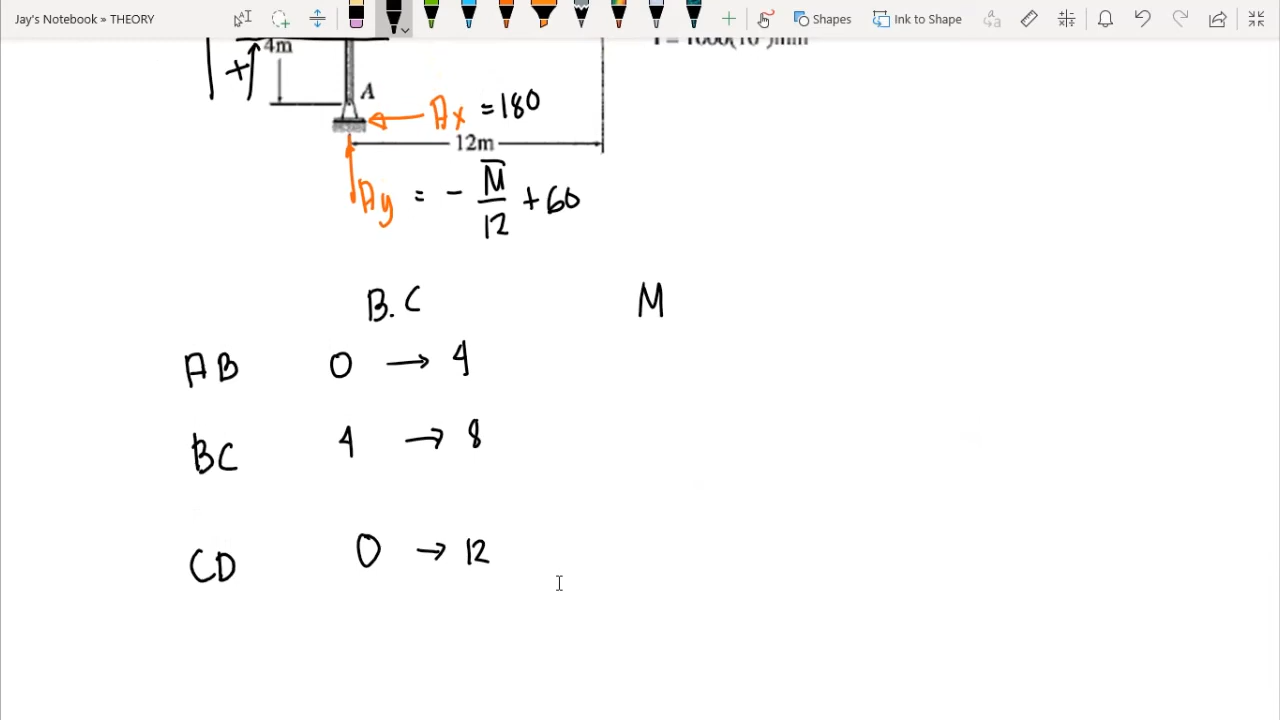 Jay's Notebook » THEORY
Shapes
Ink to Shape
4m
+
A
Ax = 180
12m
Ay = - M̅/12 + 60
B.C M
AB 0 → 4
BC 4 → 8
CD 0 → 12